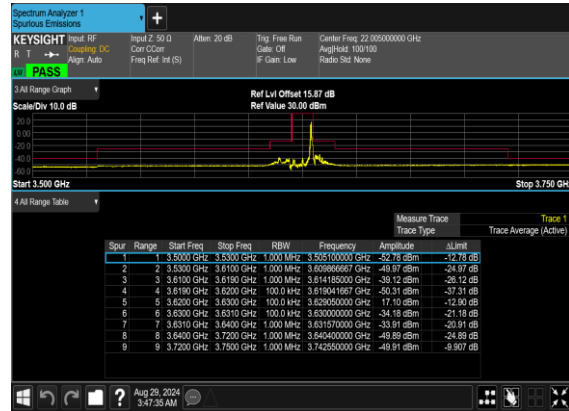 Spectrum Analyzer 1
Spurious Emissions
KEYSIGHT Input: RF Input Z: 50 Ω Atten: 20 dB Trig: Free Run Center Freq: 22.005000000 GHz
R T Coupling: DC Corr CCorr Gate: Off Avg|Hold: 100/100
Align: Auto Freq Ref: Int (S) IF Gain: Low Radio Std: None
PASS
3 All Range Graph
Ref Lvl Offset 15.87 dB
Scale/Div 10.0 dB Ref Value 30.00 dBm
20.0
0.00
-20.0
-40.0
-60.0
Start 3.500 GHz Stop 3.750 GHz
4 All Range Table
Measure Trace Trace 1
Trace Type Trace Average (Active)
Spur Range Start Freq Stop Freq RBW Frequency Amplitude ΔLimit
1 1 3.5000 GHz 3.5300 GHz 1.000 MHz 3.505100000 GHz -52.78 dBm -12.78 dB
2 2 3.5300 GHz 3.6100 GHz 1.000 MHz 3.609866667 GHz -49.97 dBm -24.97 dB
3 3 3.6100 GHz 3.6190 GHz 1.000 MHz 3.614185000 GHz -39.12 dBm -26.12 dB
4 4 3.6190 GHz 3.6200 GHz 100.0 kHz 3.619041667 GHz -50.31 dBm -37.31 dB
5 5 3.6200 GHz 3.6300 GHz 100.0 kHz 3.629050000 GHz 17.10 dBm -12.90 dB
6 6 3.6300 GHz 3.6310 GHz 100.0 kHz 3.630000000 GHz -34.18 dBm -21.18 dB
7 7 3.6310 GHz 3.6400 GHz 1.000 MHz 3.631570000 GHz -33.91 dBm -20.91 dB
8 8 3.6400 GHz 3.7200 GHz 1.000 MHz 3.640400000 GHz -49.89 dBm -24.89 dB
9 9 3.7200 GHz 3.7500 GHz 1.000 MHz 3.742550000 GHz -49.91 dBm -9.907 dB
Aug 29, 2024
3:47:35 AM